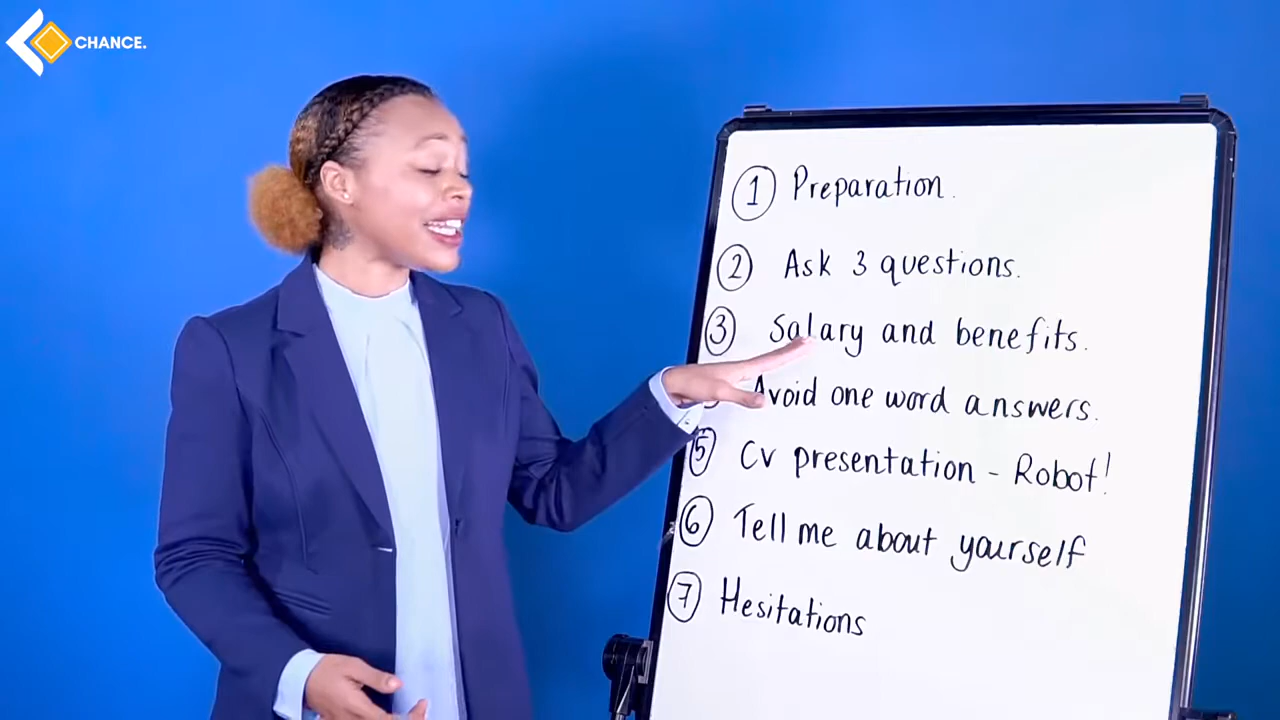 CHANCE.
1 Preparation.
2 Ask 3 questions.
3 Salary and benefits.
Avoid one word answers.
5 Cv presentation - Robot!
6 Tell me about yourself
7 Hesitations